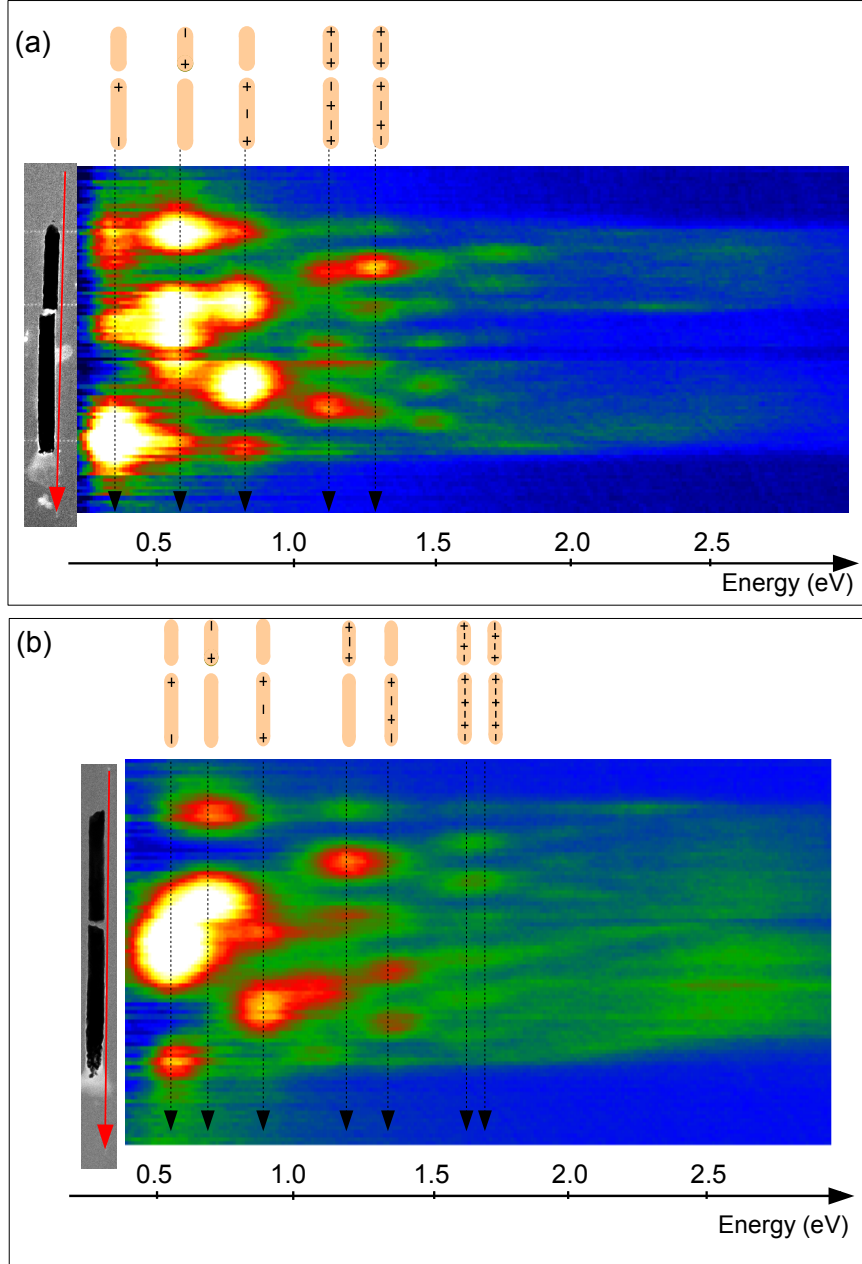 (a)
− + − + −
+ + − + −
+ − − + − +
+ − + − + + − + −
0.5 1.0 1.5 2.0 2.5
Energy (eV)
(b)
0.5 1.0 1.5 2.0 2.5
Energy (eV)